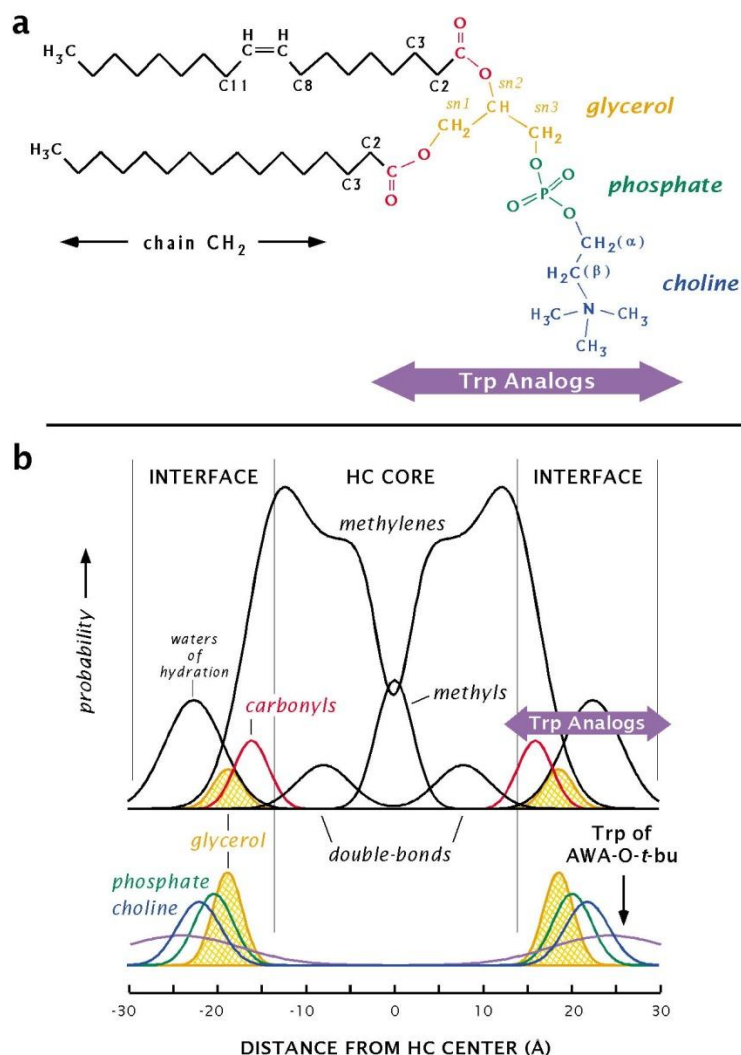 a
H₃C
H H
C=C
C11
C8
C3
C2
O
C
O
sn1
sn2
sn3
CH₂
CH
CH₂
glycerol
H₃C
C2
C3
C
O
O
O
O
P
O
O
phosphate
chain CH₂
CH₂(α)
H₂C(β)
choline
N
H₃C
CH₃
CH₃
Trp Analogs
b
INTERFACE HC CORE INTERFACE
methylenes
probability
waters
of
hydration
methyls
carbonyls
Trp Analogs
glycerol
double-bonds
Trp of
AWA-O-t-bu
phosphate
choline
-30 -20 -10 0 10 20 30
DISTANCE FROM HC CENTER (Å)